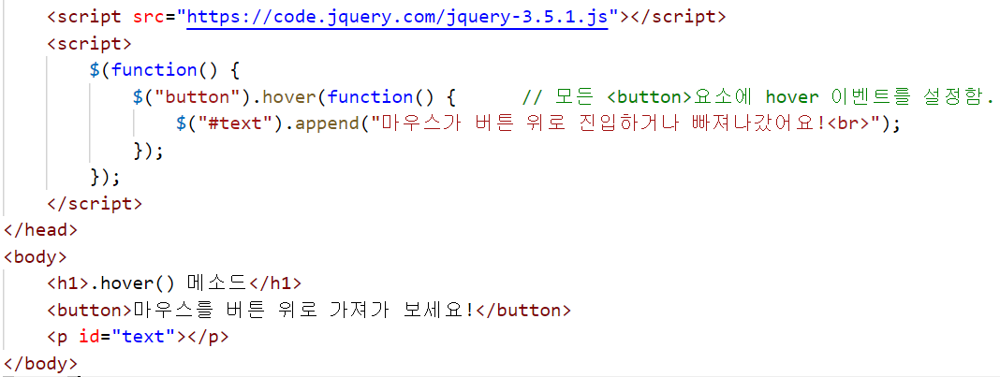 <script src="https://code.jquery.com/jquery-3.5.1.js"></script>
<script>
$(function() {
$("button").hover(function() { // 모든 <button>요소에 hover 이벤트를 설정함.
$("#text").append("마우스가 버튼 위로 진입하거나 빠져나갔어요!<br>");
});
});
</script>
</head>
<body>
<h1>.hover() 메소드</h1>
<button>마우스를 버튼 위로 가져가 보세요!</button>
<p id="text"></p>
</body>